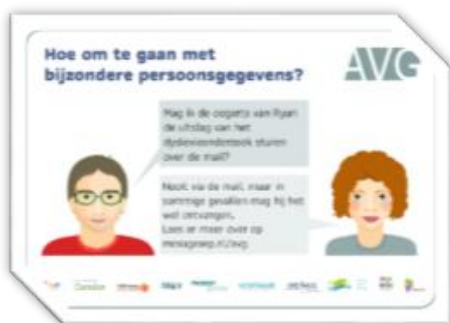 Hoe om te gaan met
bijzondere persoonsgegevens?
AVG
Mag ik de oogarts van Ryan
de uitslag van het
dyslexieonderzoek sturen
over de mail?
Nooit via de mail, maar in
sommige gevallen mag hij het
wel ontvangen.
Lees er meer over op